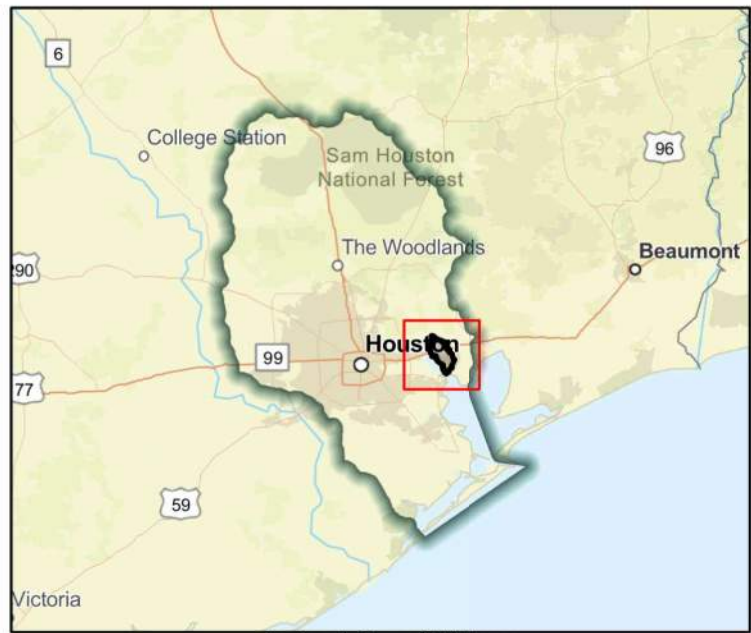 6
College Station
Sam Houston
National Forest
96
The Woodlands
Beaumont
290
Houston
99
77
59
Victoria